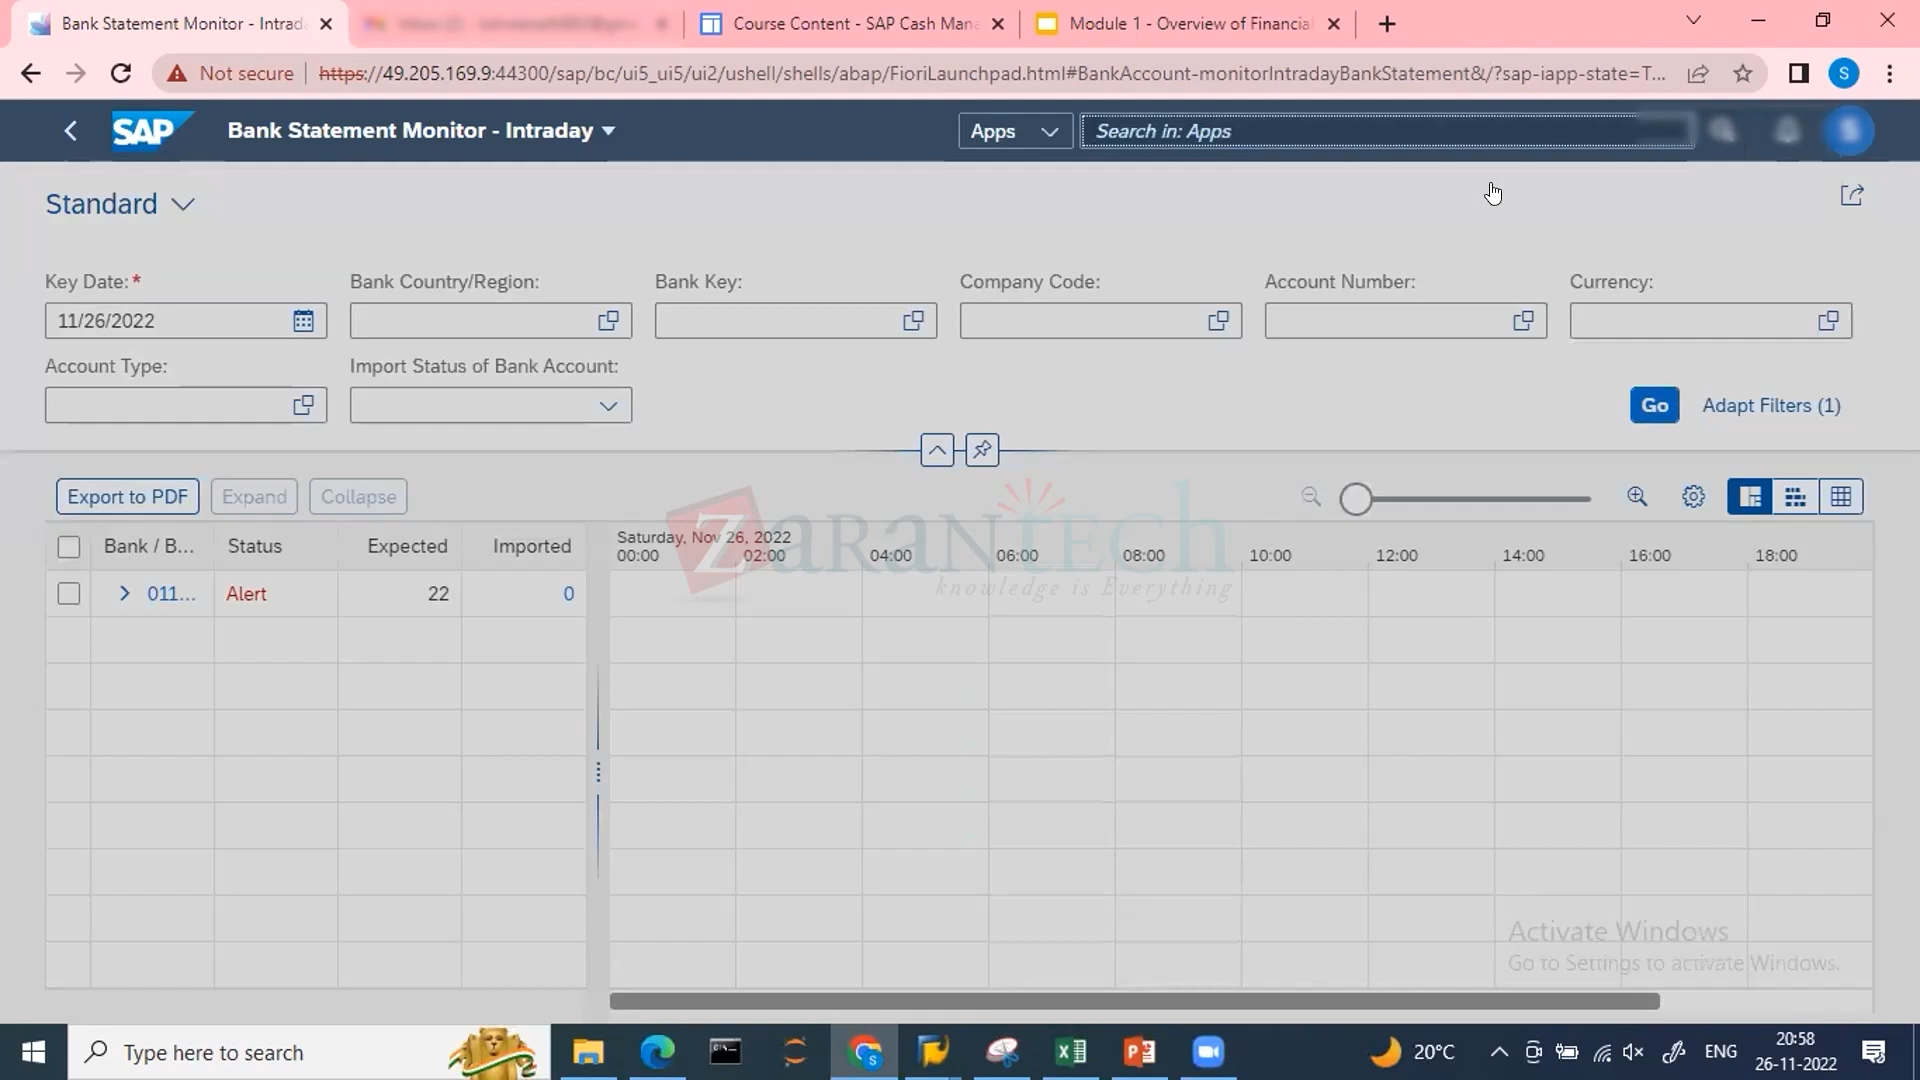 Bank Statement Monitor - Intrad
Course Content - SAP Cash Man
Module 1 - Overview of Financia
Not secure
https://49.205.169.9:44300/sap/bc/ui5_ui5/ui2/ushell/shells/abap/FioriLaunchpad.html#BankAccount-monitorIntradayBankStatement&/?sap-iapp-state=T...
S
SAP
Bank Statement Monitor - Intraday
Apps
Search in: Apps
Standard
Key Date:*
Bank Country/Region:
Bank Key:
Company Code:
Account Number:
Currency:
11/26/2022
Account Type:
Import Status of Bank Account:
Go
Adapt Filters (1)
Export to PDF
Expand
Collapse
Bank / B...
Status
Expected
Imported
Saturday, Nov 26, 2022
00:00 02:00 04:00 06:00 08:00 10:00 12:00 14:00 16:00 18:00
ZARANTECH
knowledge is Everything
011...
Alert
22
0
Activate Windows
Go to Settings to activate Windows.
Type here to search
20°C
ENG
20:58
26-11-2022